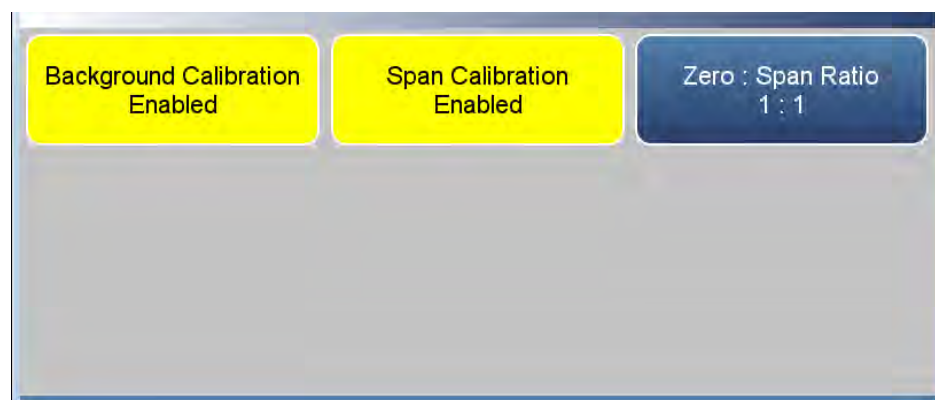 Background Calibration
Enabled
Span Calibration
Enabled
Zero : Span Ratio
1 : 1